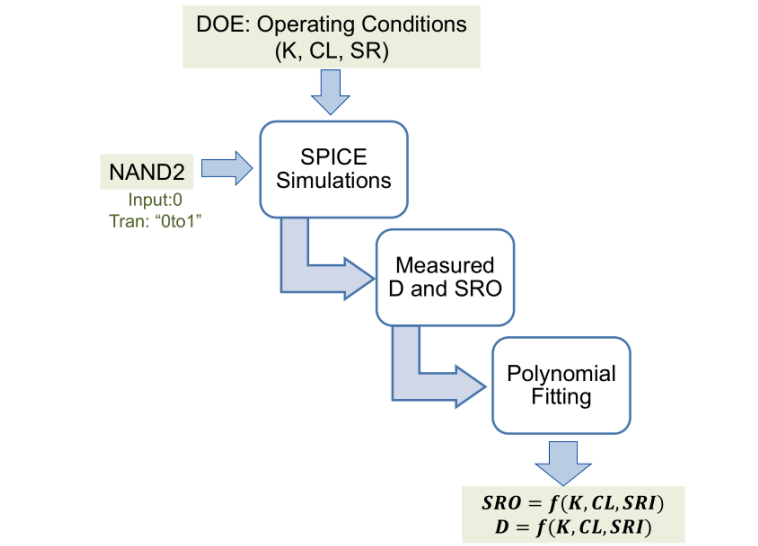 DOE: Operating Conditions
(K, CL, SR)
SPICE
Simulations
NAND2
Input:0
Tran: “0to1”
Measured
D and SRO
Polynomial
Fitting
SRO = f(K, CL, SRI)
D = f(K, CL, SRI)